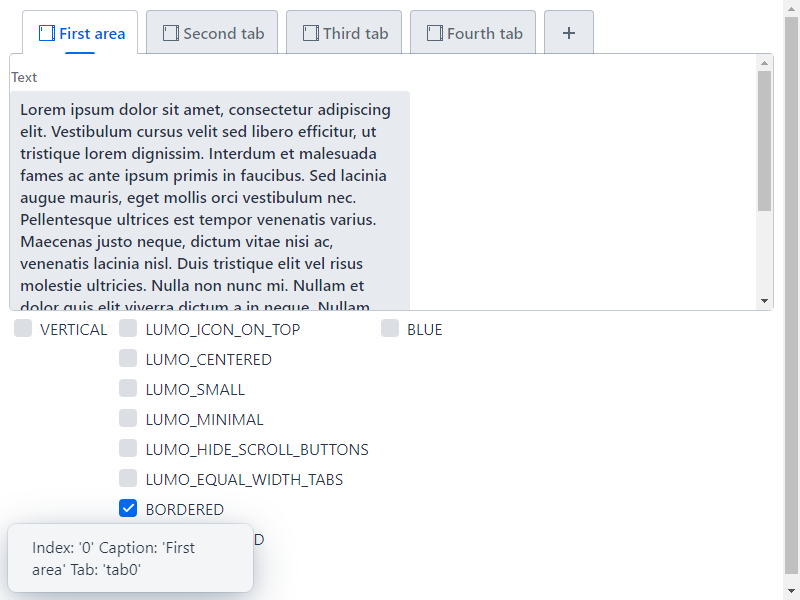 First area Second tab Third tab Fourth tab +
Text
Lorem ipsum dolor sit amet, consectetur adipiscing
elit. Vestibulum cursus velit sed libero efficitur, ut
tristique lorem dignissim. Interdum et malesuada
fames ac ante ipsum primis in faucibus. Sed lacinia
augue mauris, eget mollis orci vestibulum nec.
Pellentesque ultrices est tempor venenatis varius.
Maecenas justo neque, dictum vitae nisi ac,
venenatis lacinia nisl. Duis tristique elit vel risus
molestie ultricies. Nulla non nunc mi. Nullam et
dolor quis elit viverra dictum a in neque. Nullam
VERTICAL LUMO_ICON_ON_TOP BLUE
LUMO_CENTERED
LUMO_SMALL
LUMO_MINIMAL
LUMO_HIDE_SCROLL_BUTTONS
LUMO_EQUAL_WIDTH_TABS
BORDERED
D
Index: '0' Caption: 'First
area' Tab: 'tab0'